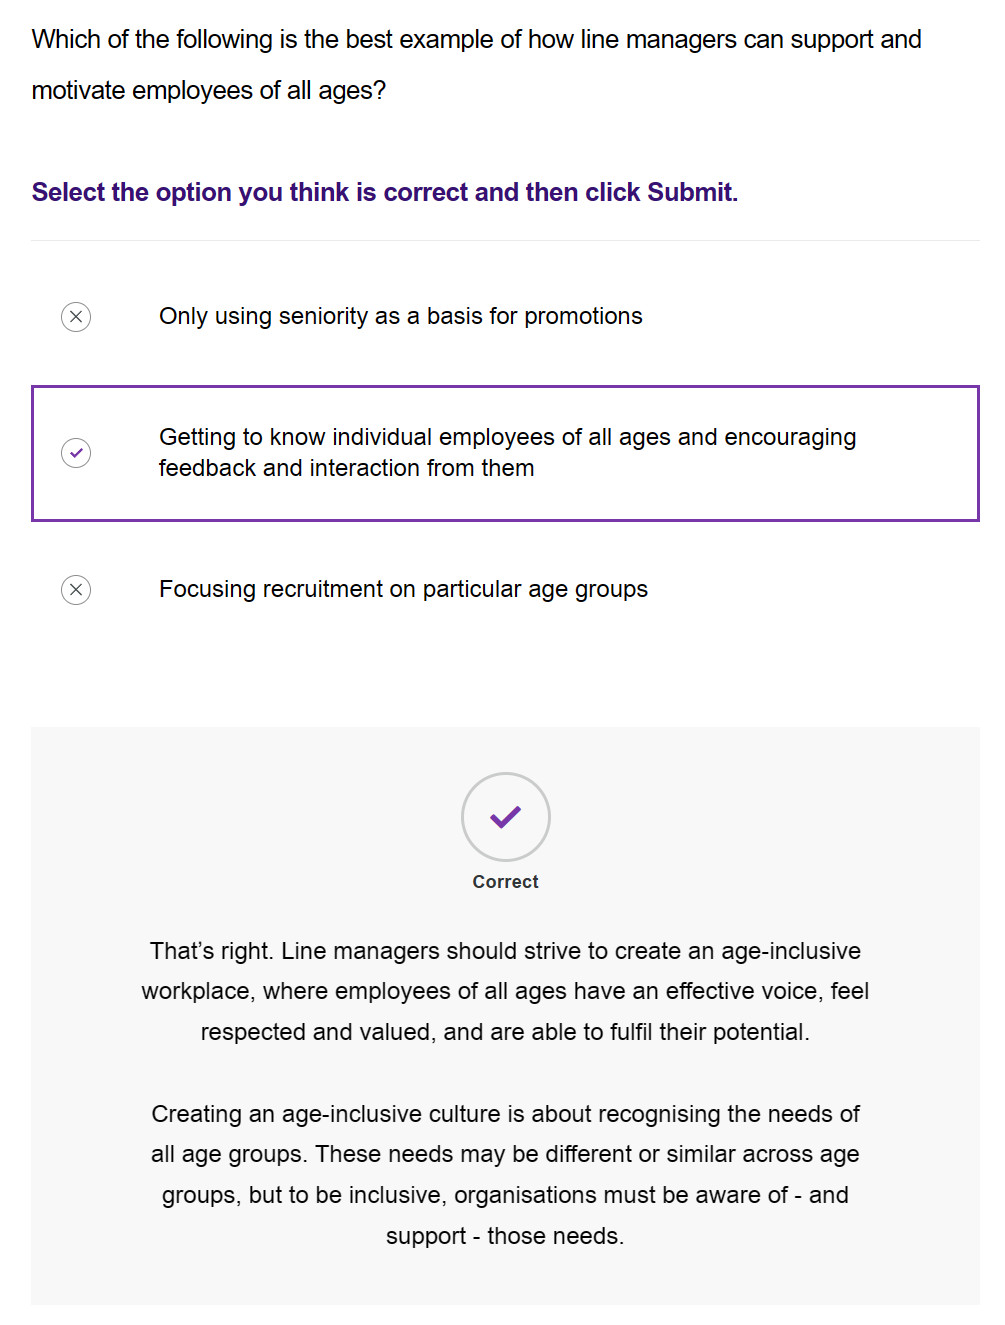 Which of the following is the best example of how line managers can support and
motivate employees of all ages?
Select the option you think is correct and then click Submit.
Only using seniority as a basis for promotions
Getting to know individual employees of all ages and encouraging
feedback and interaction from them
Focusing recruitment on particular age groups
Correct
That’s right. Line managers should strive to create an age-inclusive
workplace, where employees of all ages have an effective voice, feel
respected and valued, and are able to fulfil their potential.
Creating an age-inclusive culture is about recognising the needs of
all age groups. These needs may be different or similar across age
groups, but to be inclusive, organisations must be aware of - and
support - those needs.